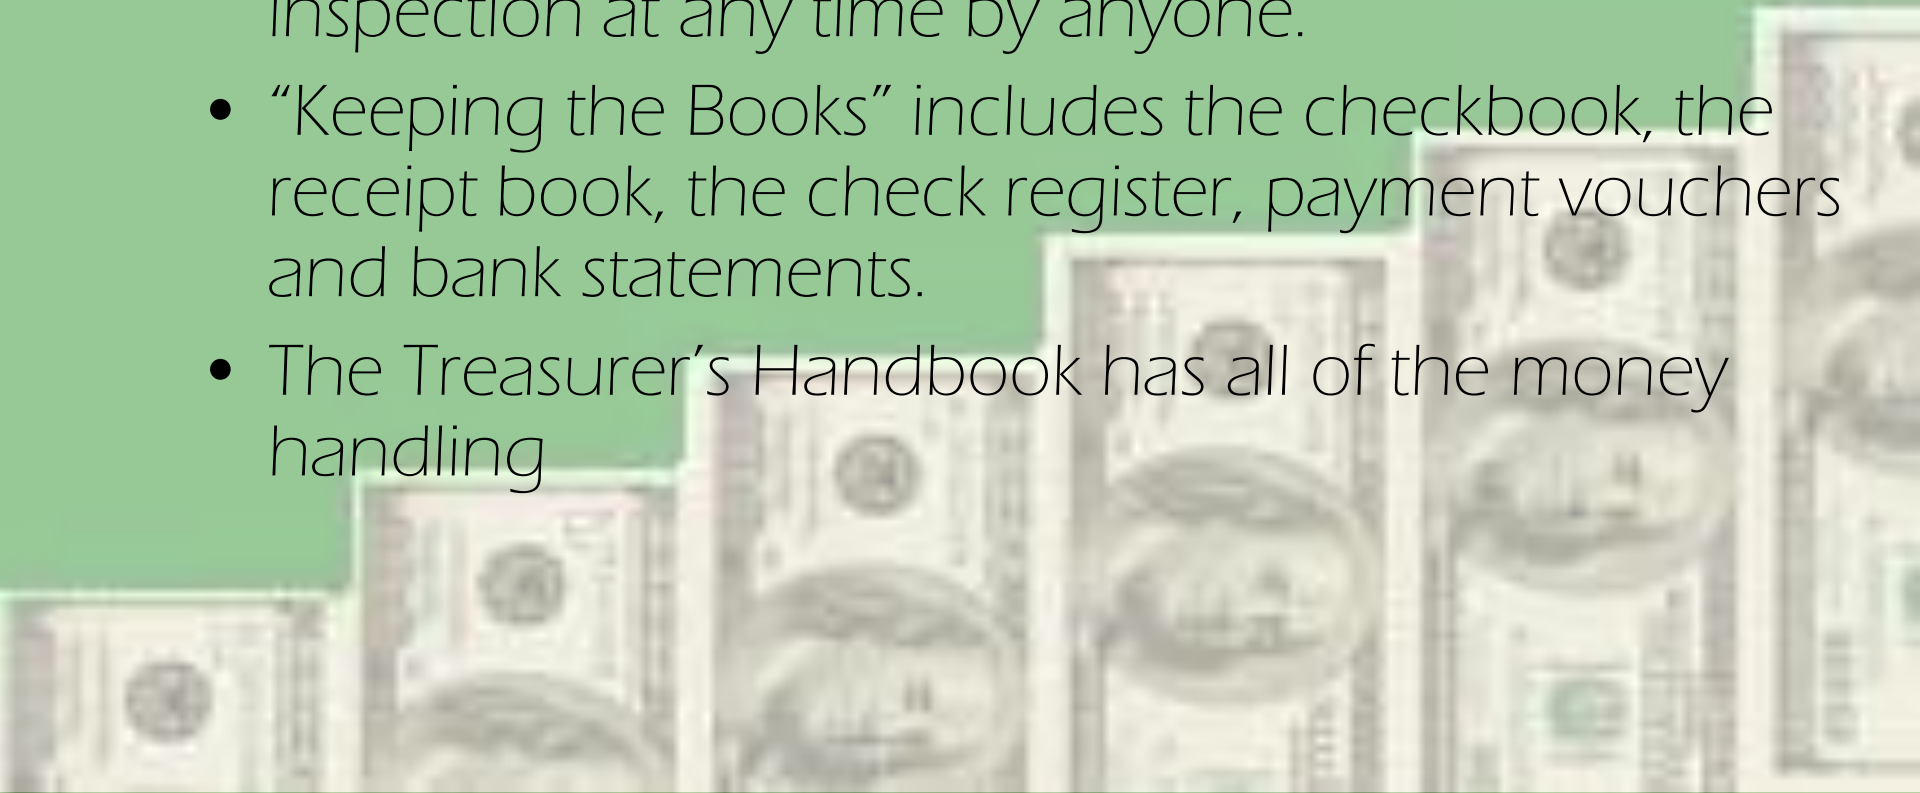 inspection at any time by anyone.
• “Keeping the Books” includes the checkbook, the
receipt book, the check register, payment vouchers
and bank statements.
• The Treasurer’s Handbook has all of the money
handling